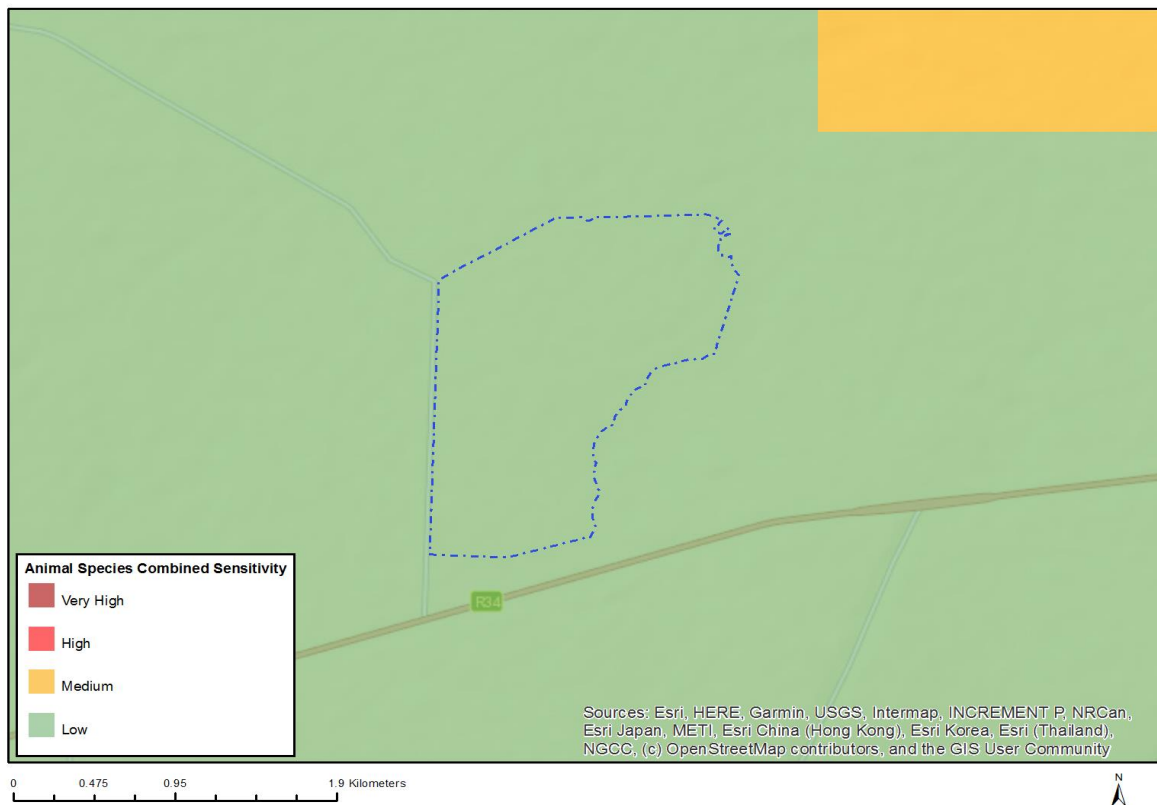 R34
Animal Species Combined Sensitivity
Very High
High
Medium
Low
Sources: Esri, HERE, Garmin, USGS, Intermap, INCREMENT P, NRCan,
Esri Japan, METI, Esri China (Hong Kong), Esri Korea, Esri (Thailand),
NGCC, (c) OpenStreetMap contributors, and the GIS User Community
0 0.475 0.95 1.9 Kilometers
N